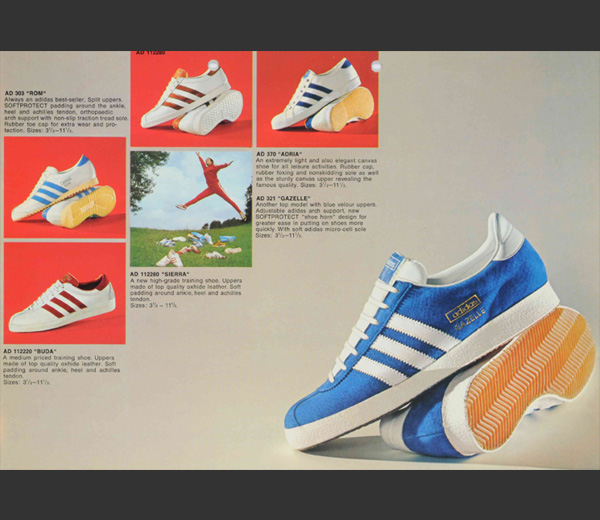 AD 112260
AD 303 "ROM"
Always an adidas best-seller. Split uppers.
SOFTPROTECT padding around the ankle,
heel and achilles tendon, orthopaedic
arch support with non-slip traction tread sole.
Rubber toe cap for extra wear and pro-
tection. Sizes: 3½–11½.
AD 112220 "BUDA"
A medium priced training shoe. Uppers
made of top quality oxhide leather. Soft
padding around ankle, heel and achilles
tendon.
Sizes: 3½–11½.
AD 112260 "SIERRA"
A new high-grade training shoe. Uppers
made of top quality oxhide leather. Soft
padding around ankle, heel and achilles
tendon.
Sizes: 3½ – 11½.
AD 370 "ADRIA"
An extremely light and also elegant canvas
shoe for all leisure activities. Rubber cap,
rubber foxing and nonskidding sole as well
as the sturdy canvas upper revealing the
famous quality. Sizes: 3½–11½.
AD 321 "GAZELLE"
Another top model with blue velour uppers.
Adjustable adidas arch support, new
SOFTPROTECT "shoe horn" design for
greater ease in putting on shoes more
quickly. With soft adidas micro-cell sole
Sizes: 3½–11½.
adidas
GAZELLE